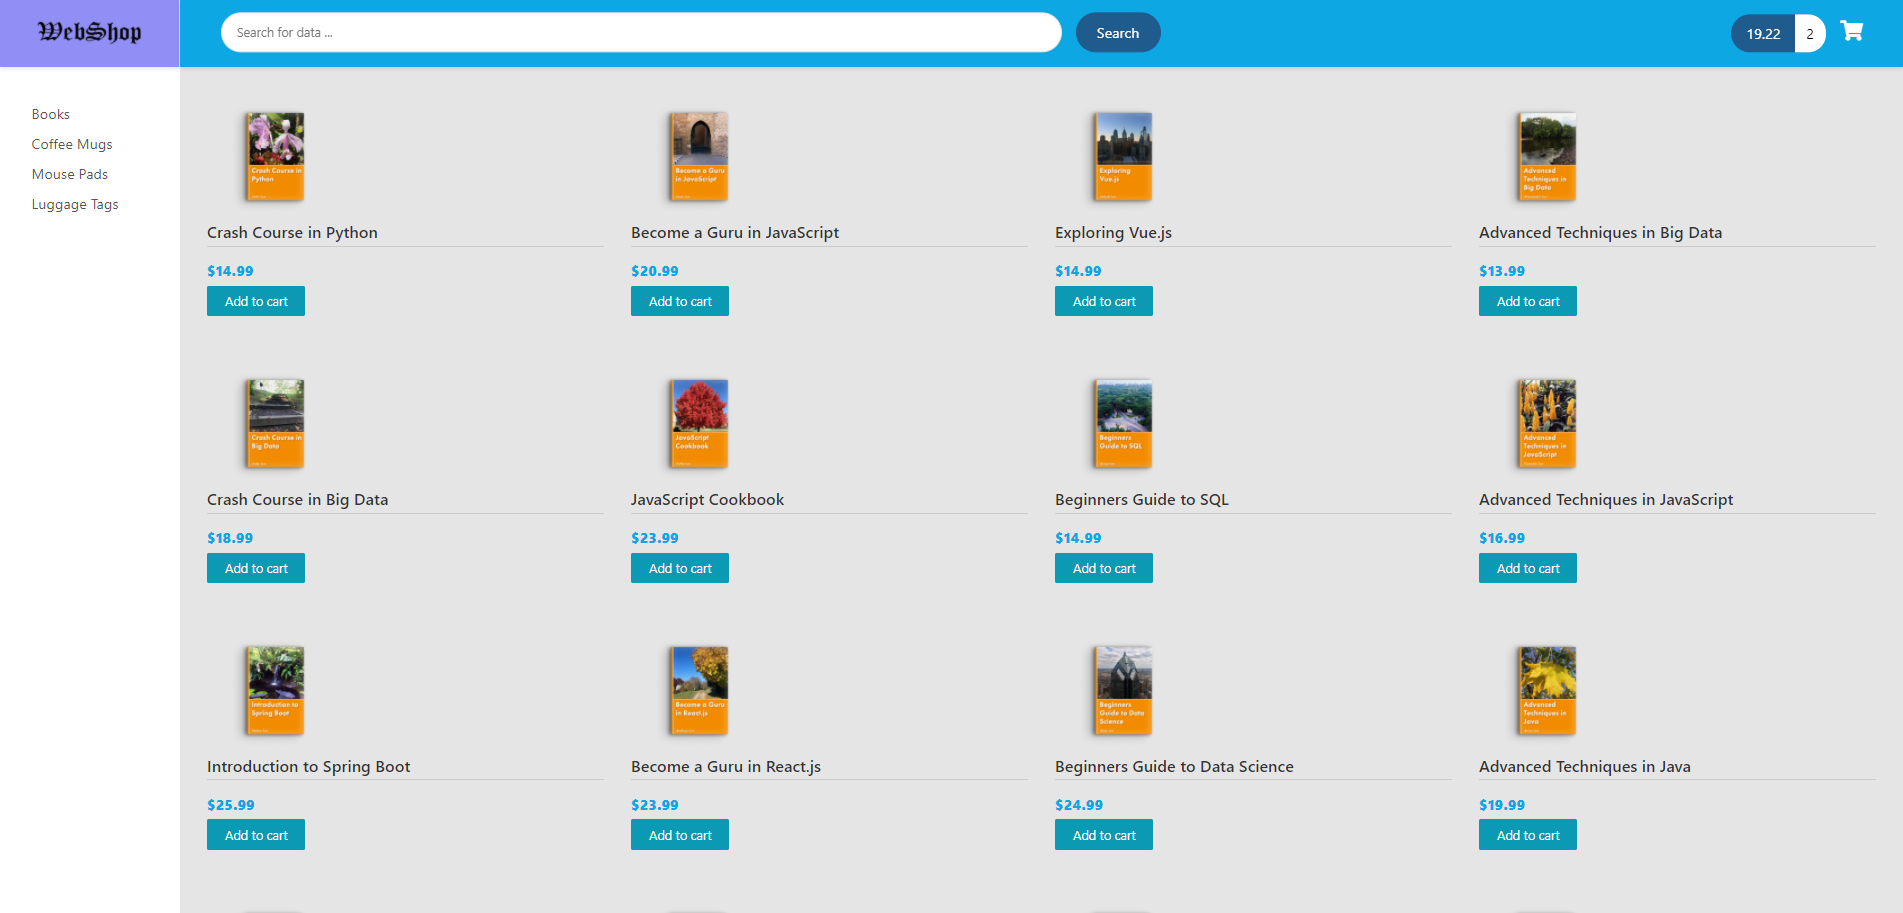 WebShop
Search for data ...
Search
19.22
2
Books
Coffee Mugs
Mouse Pads
Luggage Tags
Crash Course in
Python
Become a Guru
in JavaScript
Exploring
Vue.js
Advanced
Techniques in
Big Data
Crash Course in Python
Become a Guru in JavaScript
Exploring Vue.js
Advanced Techniques in Big Data
$14.99
$20.99
$14.99
$13.99
Add to cart
Add to cart
Add to cart
Add to cart
Crash Course in
Big Data
JavaScript
Cookbook
Beginners
Guide to SQL
Advanced
Techniques in
JavaScript
Crash Course in Big Data
JavaScript Cookbook
Beginners Guide to SQL
Advanced Techniques in JavaScript
$18.99
$23.99
$14.99
$16.99
Add to cart
Add to cart
Add to cart
Add to cart
Introduction to
Spring Boot
Become a Guru
in React.js
Beginners
Guide to Data
Science
Advanced
Techniques in
Java
Introduction to Spring Boot
Become a Guru in React.js
Beginners Guide to Data Science
Advanced Techniques in Java
$25.99
$23.99
$24.99
$19.99
Add to cart
Add to cart
Add to cart
Add to cart